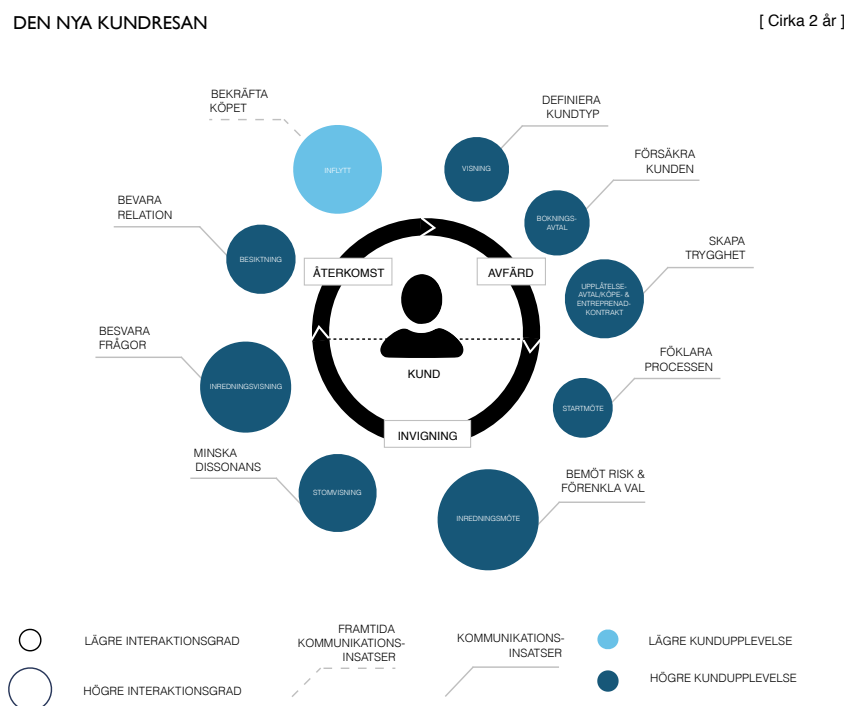 DEN NYA KUNDRESAN
[ Cirka 2 år ]
BEKRÄFTA
KÖPET
INFLYTT
DEFINIERA
KUNDTYP
VISNING
FÖRSÄKRA
KUNDEN
BOKNINGS-
AVTAL
BEVARA
RELATION
BESIKTNING
SKAPA
TRYGGHET
UPPLÅTELSE-
AVTAL/KÖPE- &
ENTREPRENAD-
KONTRAKT
ÅTERKOMST
AVFÄRD
KUND
BESVARA
FRÅGOR
INREDNINGSVISNING
FÖKLARA
PROCESSEN
STARTMÖTE
INVIGNING
MINSKA
DISSONANS
STOMVISNING
BEMÖT RISK &
FÖRENKLA VAL
INREDNINGSMÖTE
LÄGRE INTERAKTIONSGRAD
HÖGRE INTERAKTIONSGRAD
FRAMTIDA
KOMMUNIKATIONS-
INSATSER
KOMMUNIKATIONS-
INSATSER
LÄGRE KUNDUPPLEVELSE
HÖGRE KUNDUPPLEVELSE